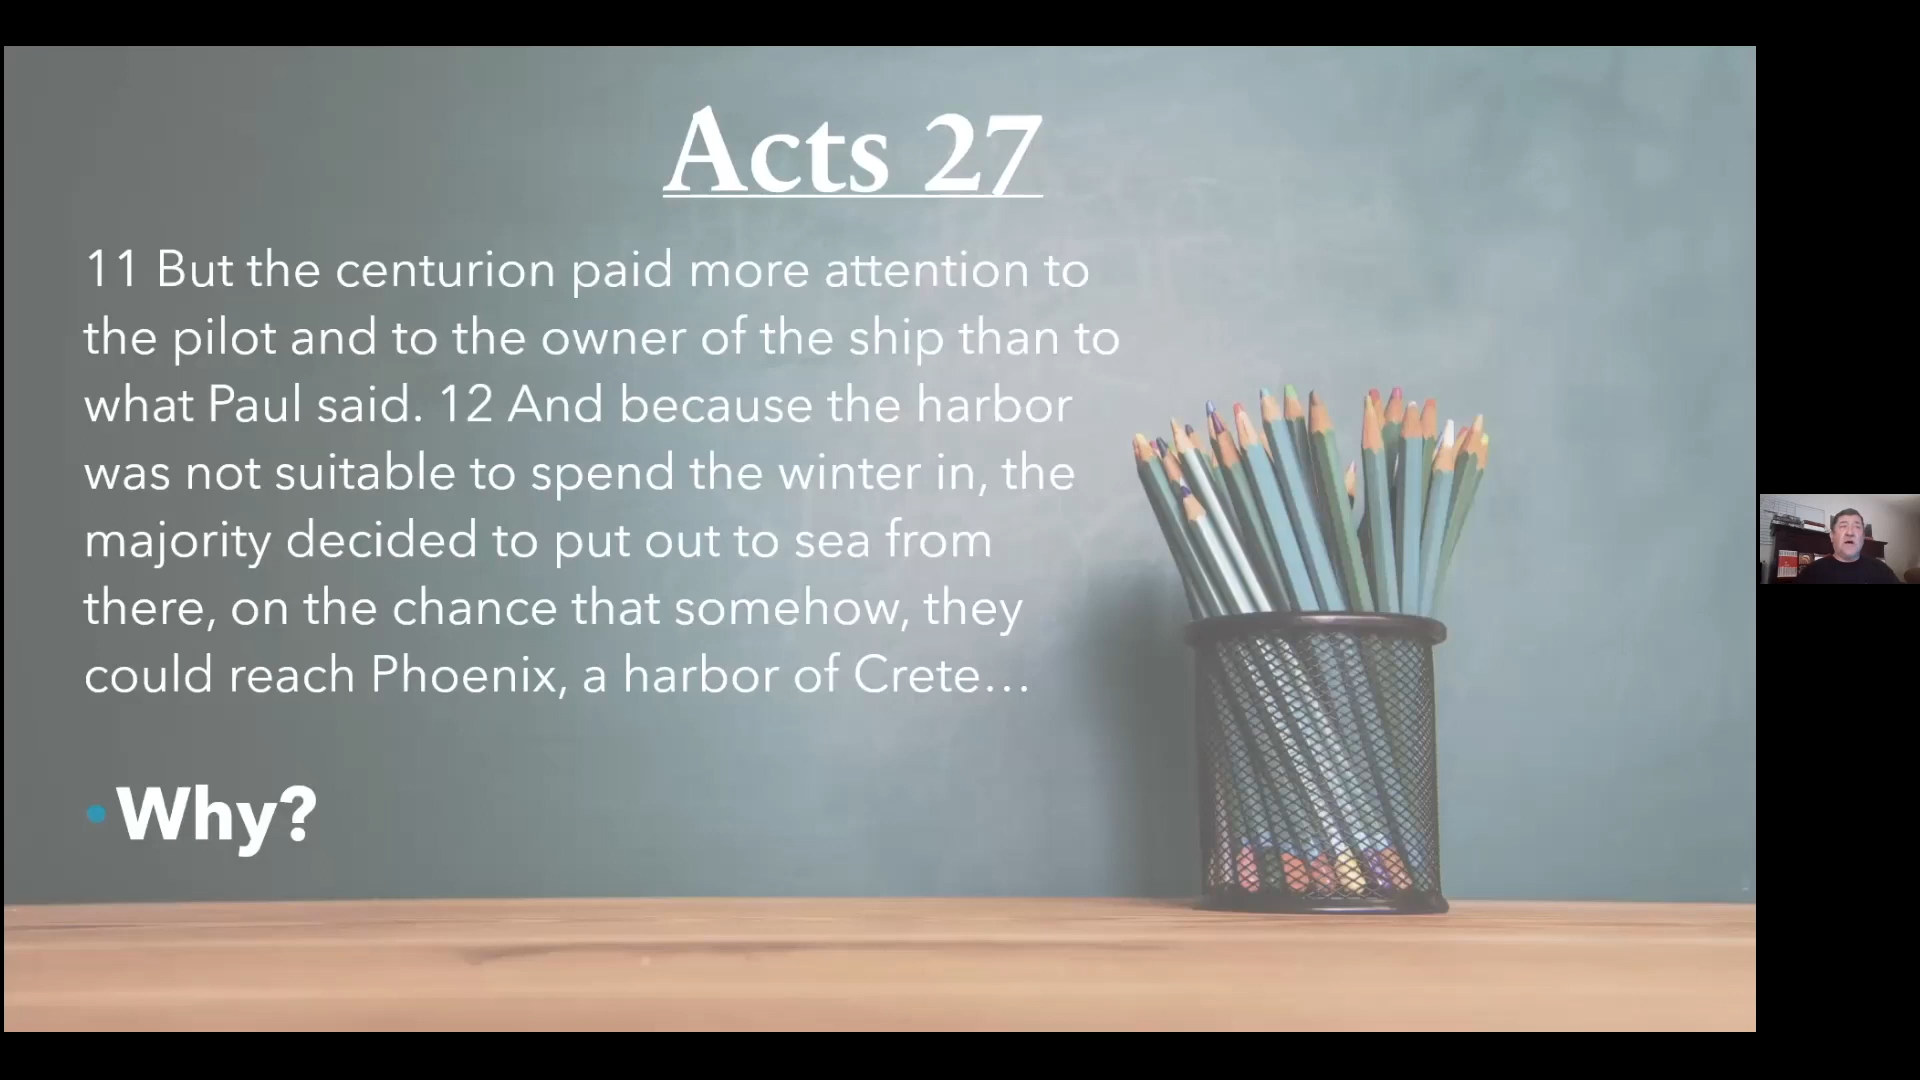 Acts 27
11 But the centurion paid more attention to
the pilot and to the owner of the ship than to
what Paul said. 12 And because the harbor
was not suitable to spend the winter in, the
majority decided to put out to sea from
there, on the chance that somehow, they
could reach Phoenix, a harbor of Crete…
• Why?